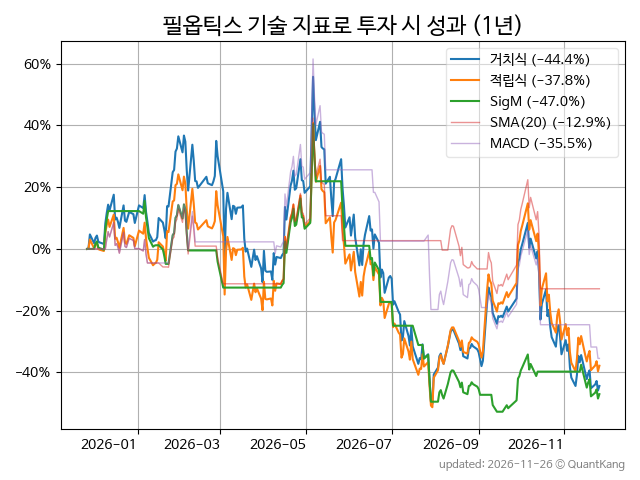 필옵틱스 기술 지표로 투자 시 성과 (1년)
거치식 (−44.4%)
적립식 (−37.8%)
SigM (−47.0%)
SMA(20) (−12.9%)
MACD (−35.5%)
60%
40%
20%
0%
−20%
−40%
2026-01 2026-03 2026-05 2026-07 2026-09 2026-11
updated: 2026-11-26 © QuantKang